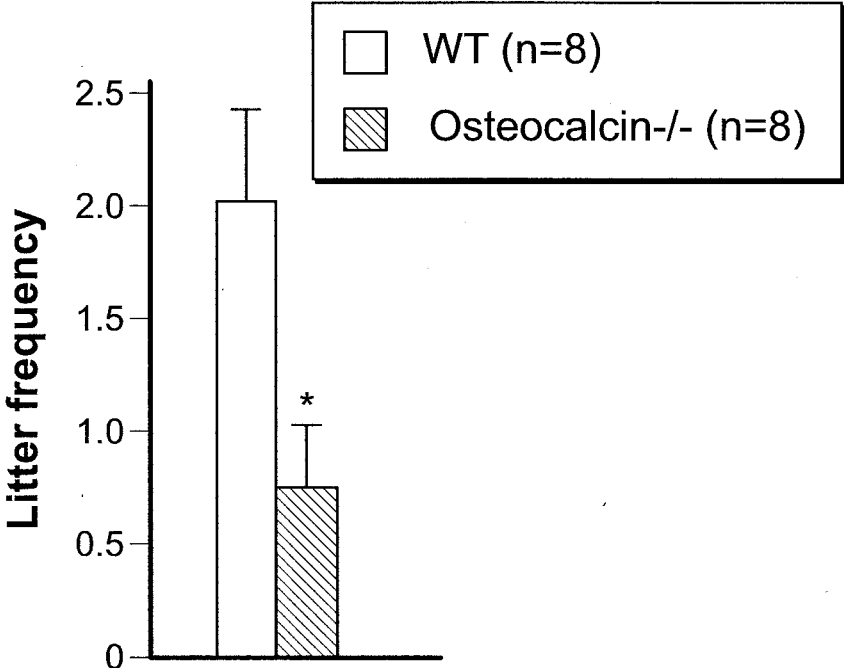 WT (n=8)
Osteocalcin-/- (n=8)
Litter frequency
2.5
2.0
1.5
1.0
0.5
0
*